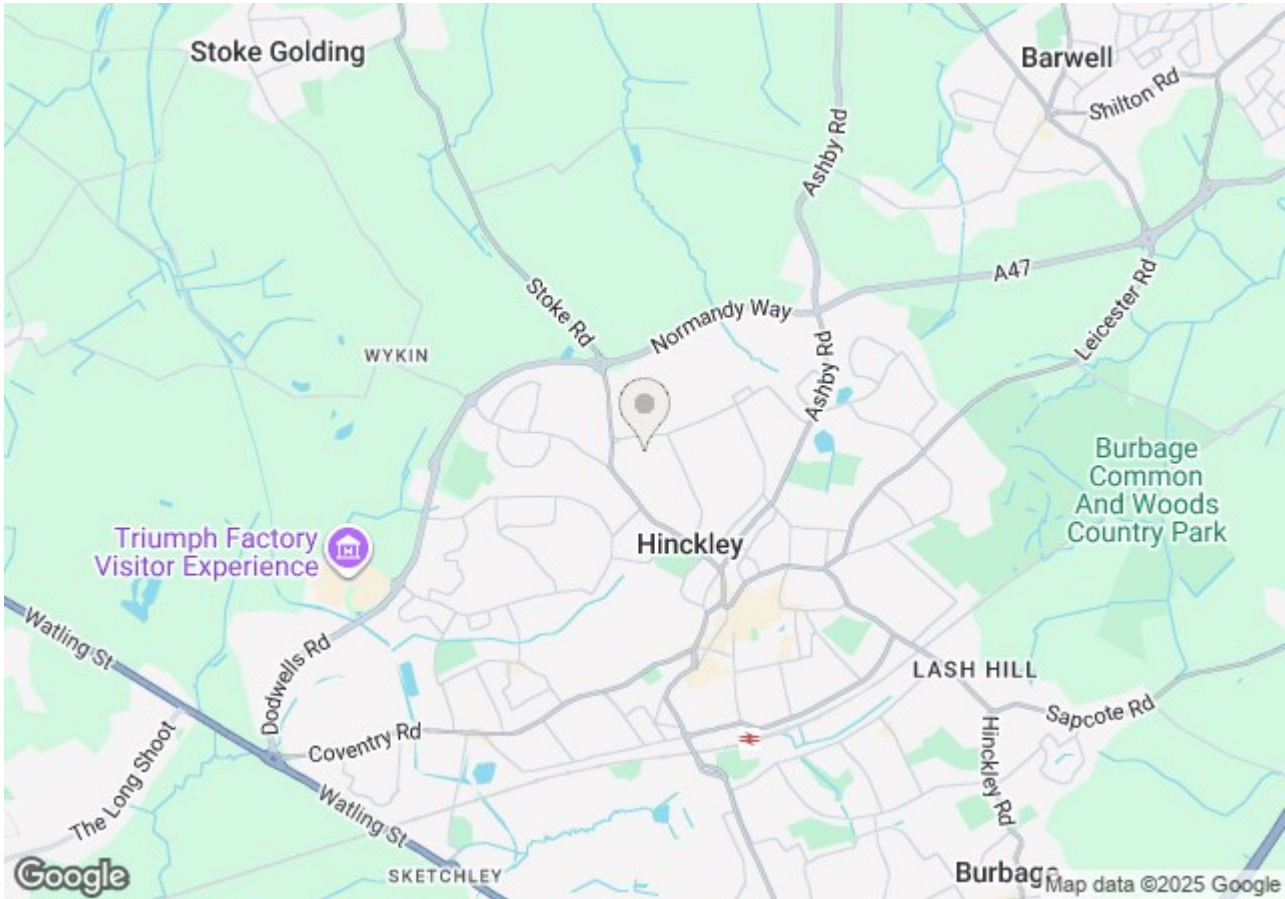 Stoke Golding
Barwell
Shilton Rd
Ashby Rd
A47
Leicester Rd
Stoke Rd
Normandy Way
WYKIN
Ashby Rd
Burbage
Common
And Woods
Country Park
Triumph Factory
Visitor Experience
Hinckley
Watling St
Dodwells Rd
LASH HILL
Sapcote Rd
Hinckley Rd
Coventry Rd
The Long Shoot
Watling St
SKETCHLEY
Burbage
Google
Map data ©2025 Google